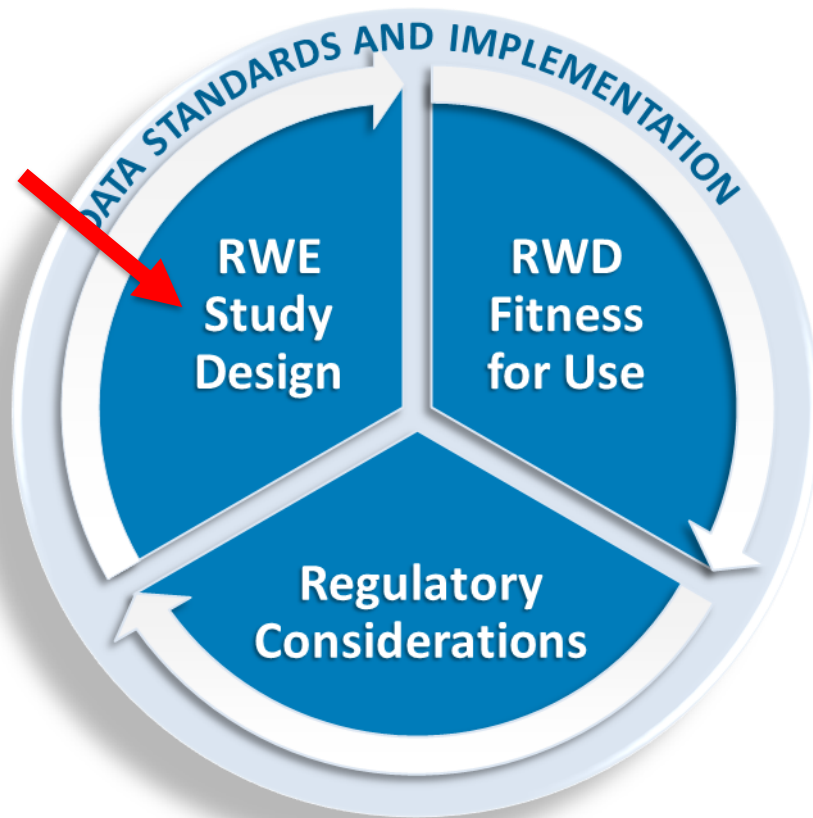 DATA STANDARDS AND IMPLEMENTATION
RWE
Study
Design
RWD
Fitness
for Use
Regulatory
Considerations